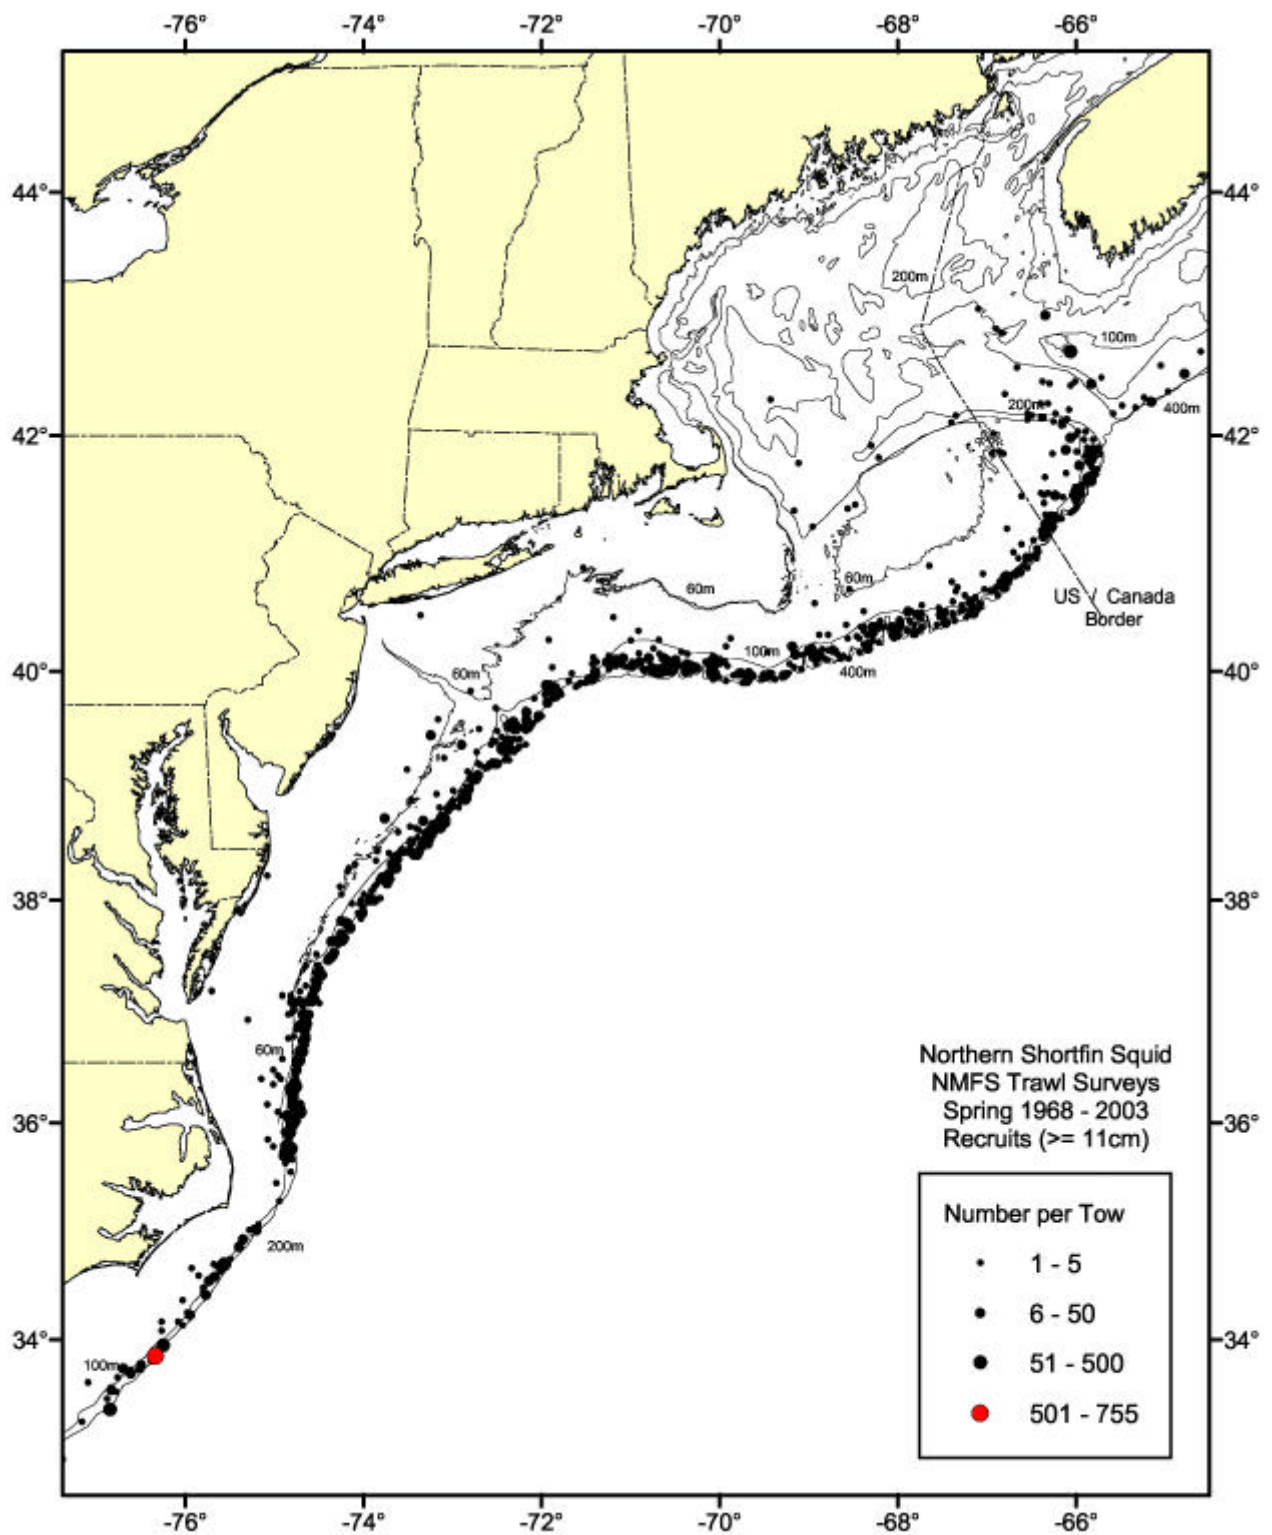 -76° -74° -72° -70° -68° -66°
44° 44°
200m
100m
200m 400m
42° 42°
60m 60m
US / Canada
Border
100m
40° 60m 400m 40°
38° 38°
60m
Northern Shortfin Squid
NMFS Trawl Surveys
36° Spring 1968 - 2003 36°
Recruits (>= 11cm)
Number per Tow
200m
1 - 5
6 - 50
34° 34°
100m 51 - 500
501 - 755
-76° -74° -72° -70° -68° -66°